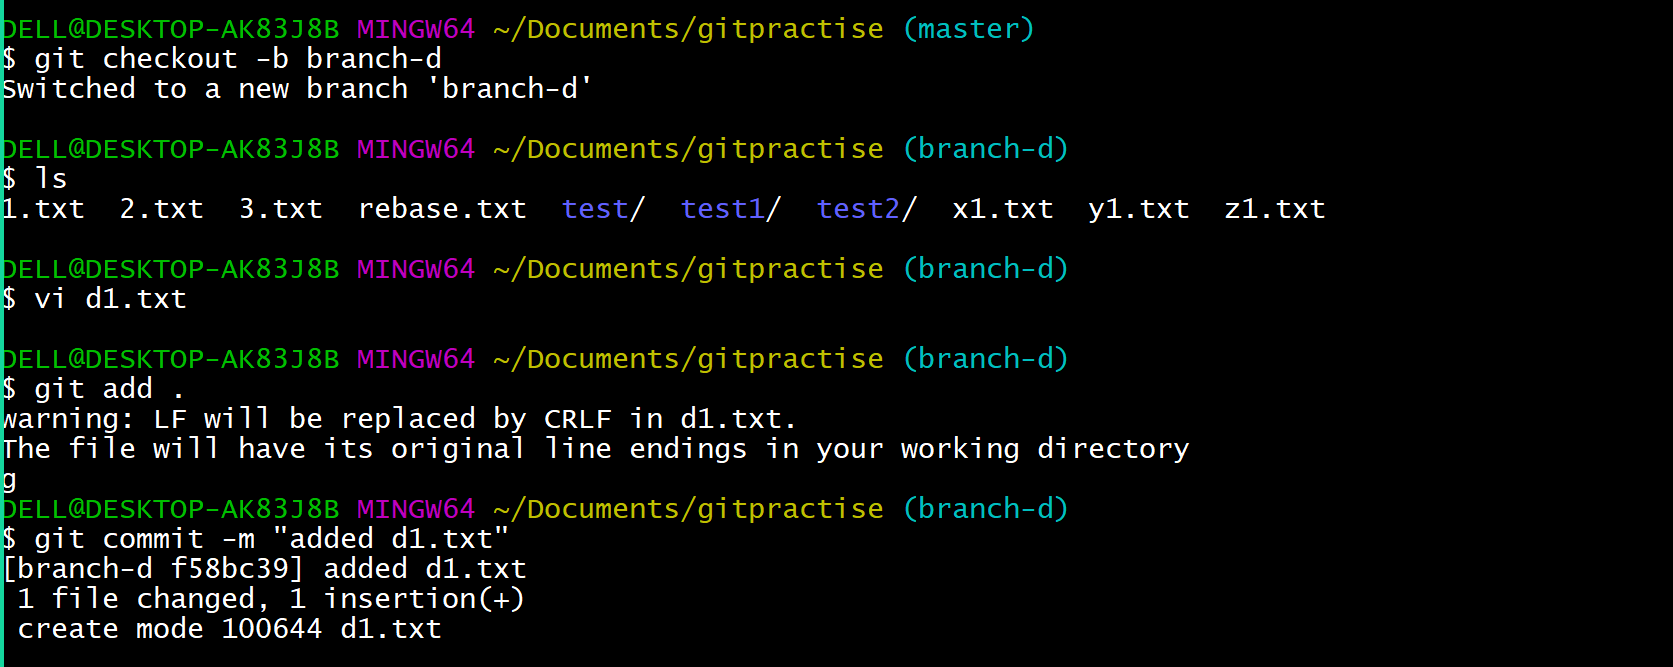 DELL@DESKTOP-AK83J8B MINGW64 ~/Documents/gitpractise (master)
$ git checkout -b branch-d
Switched to a new branch 'branch-d'
DELL@DESKTOP-AK83J8B MINGW64 ~/Documents/gitpractise (branch-d)
$ ls
1.txt  2.txt  3.txt  rebase.txt  test/  test1/  test2/  x1.txt  y1.txt  z1.txt
DELL@DESKTOP-AK83J8B MINGW64 ~/Documents/gitpractise (branch-d)
$ vi d1.txt
DELL@DESKTOP-AK83J8B MINGW64 ~/Documents/gitpractise (branch-d)
$ git add .
warning: LF will be replaced by CRLF in d1.txt.
The file will have its original line endings in your working directory
g
DELL@DESKTOP-AK83J8B MINGW64 ~/Documents/gitpractise (branch-d)
$ git commit -m "added d1.txt"
[branch-d f58bc39] added d1.txt
 1 file changed, 1 insertion(+)
 create mode 100644 d1.txt